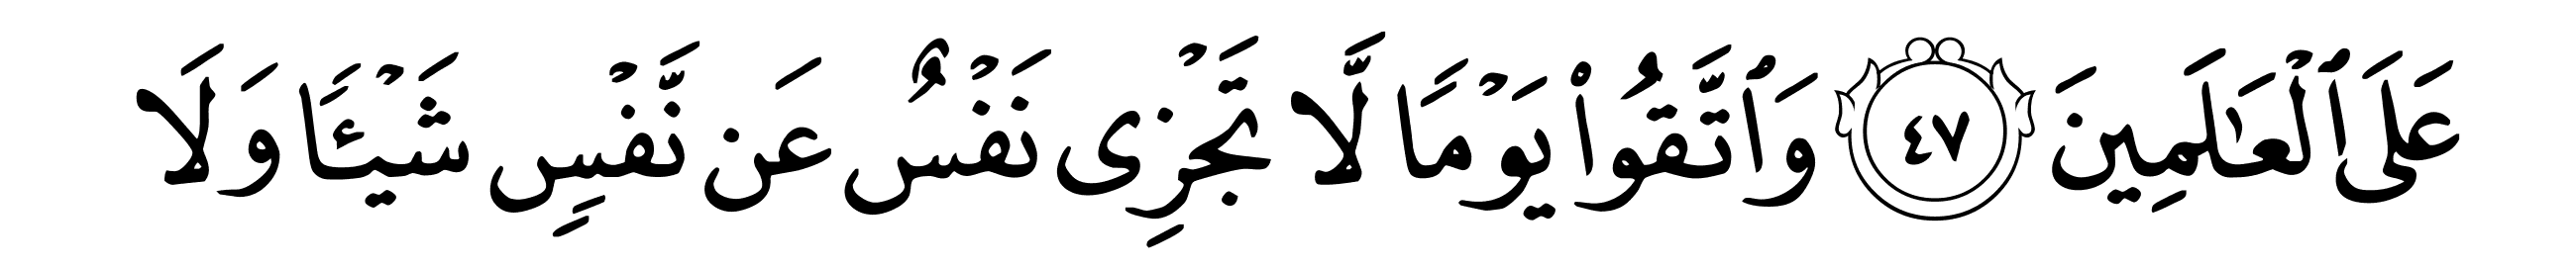 عَلَى ٱلْعَـٰلَمِينَ ٤٧ وَٱتَّقُوا۟ يَوْمًا لَّا تَجْزِى نَفْسٌ عَن نَّفْسٍ شَيْـًٔا وَلَا